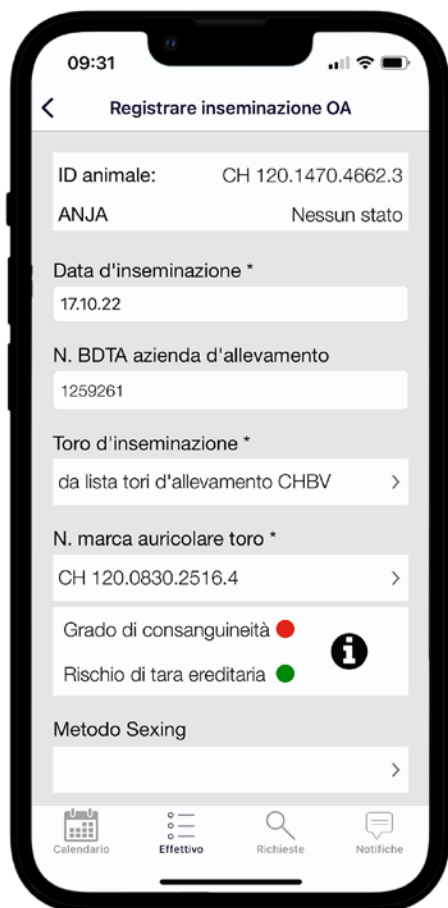 09:31
Registrare inseminazione OA
ID animale: CH 120.1470.4662.3
ANJA Nessun stato
Data d'inseminazione *
17.10.22
N. BDTA azienda d'allevamento
1259261
Toro d'inseminazione *
da lista tori d'allevamento CHBV
N. marca auricolare toro *
CH 120.0830.2516.4
Grado di consanguineità
Rischio di tara ereditaria
Metodo Sexing
Calendario Effettivo Richieste Notifiche